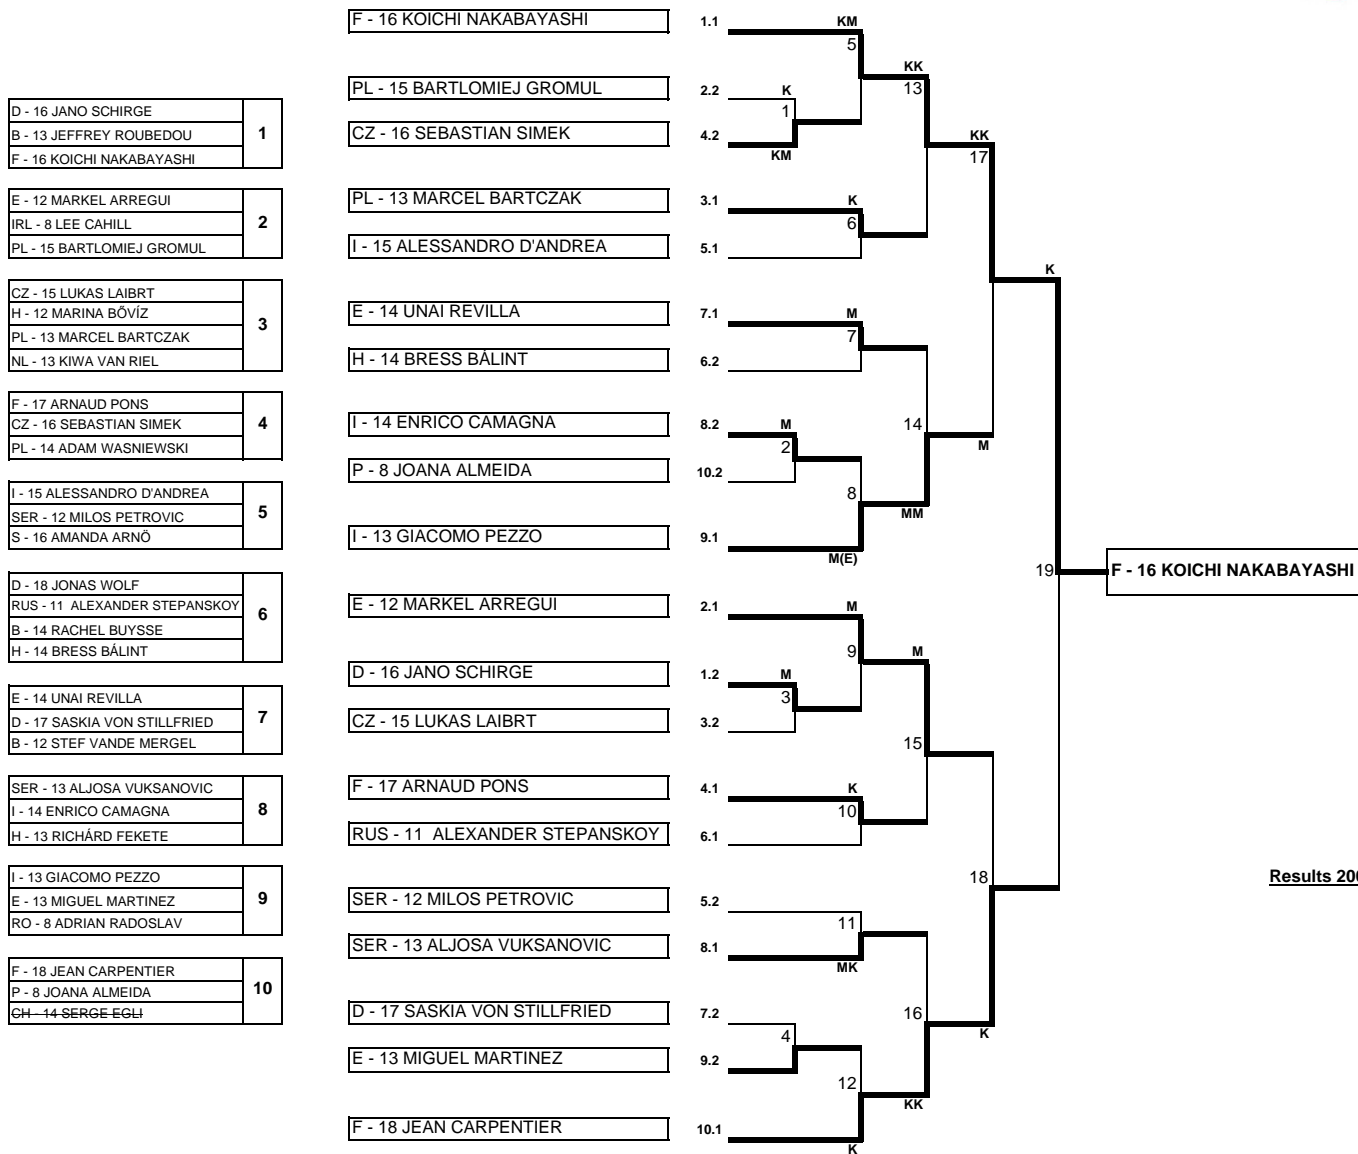 D - 16 JANO SCHIRGE
B - 13 JEFFREY ROUBEDOU
F - 16 KOICHI NAKABAYASHI
1
E - 12 MARKEL ARREGUI
IRL - 8 LEE CAHILL
PL - 15 BARTLOMIEJ GROMUL
2
CZ - 15 LUKAS LAIBRT
H - 12 MARINA BŐVÍZ
PL - 13 MARCEL BARTCZAK
NL - 13 KIWA VAN RIEL
3
F - 17 ARNAUD PONS
CZ - 16 SEBASTIAN SIMEK
PL - 14 ADAM WASNIEWSKI
4
I - 15 ALESSANDRO D'ANDREA
SER - 12 MILOS PETROVIC
S - 16 AMANDA ARNÖ
5
D - 18 JONAS WOLF
RUS - 11 ALEXANDER STEPANSKOY
B - 14 RACHEL BUYSSE
H - 14 BRESS BÁLINT
6
E - 14 UNAI REVILLA
D - 17 SASKIA VON STILLFRIED
B - 12 STEF VANDE MERGEL
7
SER - 13 ALJOSA VUKSANOVIC
I - 14 ENRICO CAMAGNA
H - 13 RICHÁRD FEKETE
8
I - 13 GIACOMO PEZZO
E - 13 MIGUEL MARTINEZ
RO - 8 ADRIAN RADOSLAV
9
F - 18 JEAN CARPENTIER
P - 8 JOANA ALMEIDA
CH - 14 SERGE EGLI
10
F - 16 KOICHI NAKABAYASHI 1.1 KM
5
KK
13
PL - 15 BARTLOMIEJ GROMUL 2.2 K
1
CZ - 16 SEBASTIAN SIMEK 4.2
KM
KK
17
PL - 13 MARCEL BARTCZAK 3.1 K
6
I - 15 ALESSANDRO D'ANDREA 5.1
K
E - 14 UNAI REVILLA 7.1 M
7
H - 14 BRESS BÁLINT 6.2
I - 14 ENRICO CAMAGNA 8.2 M
14
2
M
P - 8 JOANA ALMEIDA 10.2
8
MM
I - 13 GIACOMO PEZZO 9.1
M(E)
19
F - 16 KOICHI NAKABAYASHI
E - 12 MARKEL ARREGUI 2.1 M
9
M
D - 16 JANO SCHIRGE 1.2 M
3
CZ - 15 LUKAS LAIBRT 3.2
15
F - 17 ARNAUD PONS 4.1 K
10
RUS - 11 ALEXANDER STEPANSKOY 6.1
18
Results 200
SER - 12 MILOS PETROVIC 5.2
11
SER - 13 ALJOSA VUKSANOVIC 8.1
MK
D - 17 SASKIA VON STILLFRIED 7.2
16
4
K
E - 13 MIGUEL MARTINEZ 9.2
12
KK
F - 18 JEAN CARPENTIER 10.1
K